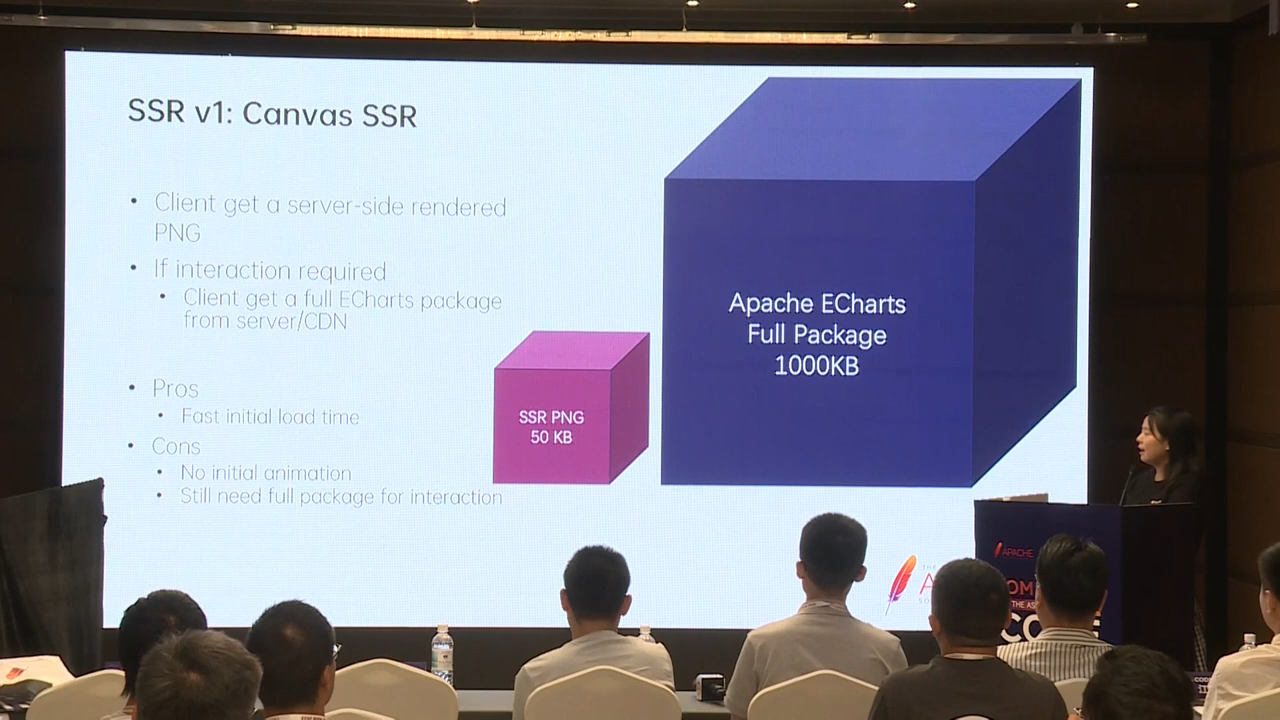 SSR v1: Canvas SSR
• Client get a server-side rendered
PNG
• If interaction required
• Client get a full ECharts package
from server/CDN
• Pros
• Fast initial load time
• Cons
• No initial animation
• Still need full package for interaction
SSR PNG
50 KB
Apache ECharts
Full Package
1000KB
APACHE
THE AS